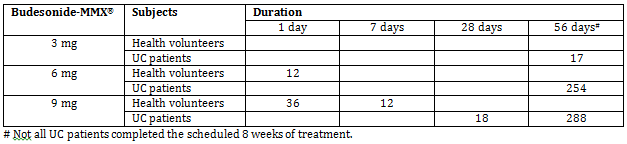 Budesonide-MMX® Subjects Duration
1 day 7 days 28 days 56 days#
3 mg Health volunteers
UC patients 17
6 mg Health volunteers 12
UC patients 254
9 mg Health volunteers 36 12
UC patients 18 288
# Not all UC patients completed the scheduled 8 weeks of treatment.